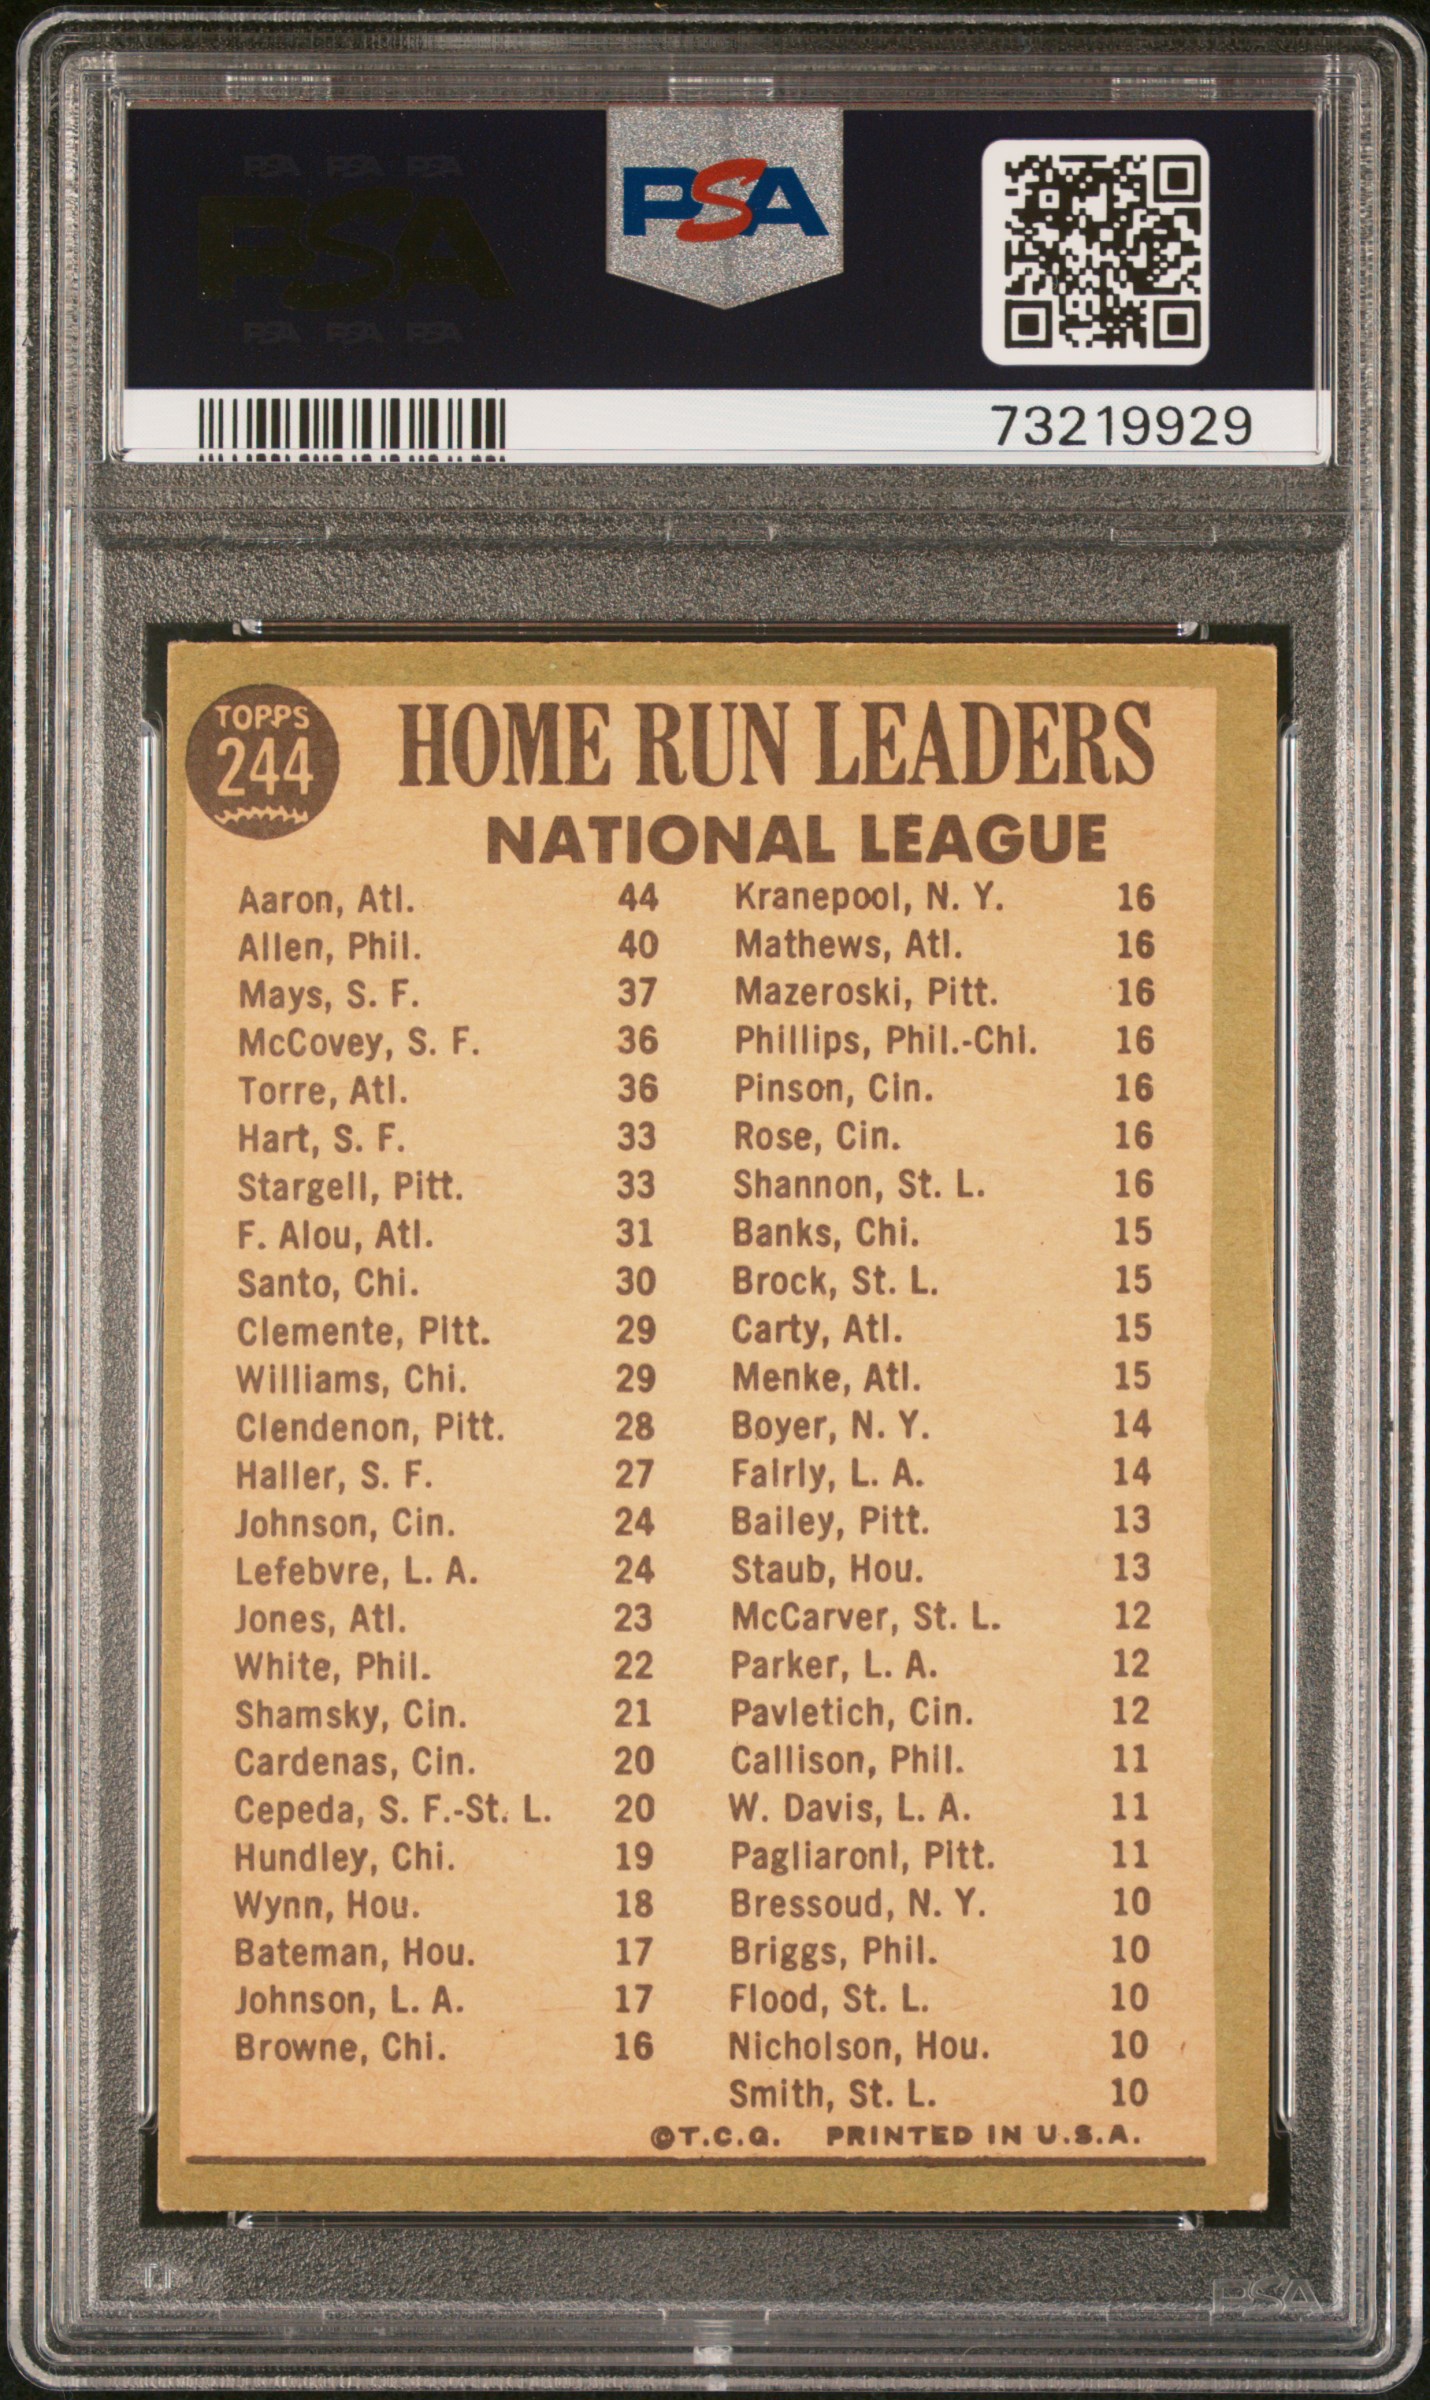 PSA PSA PSA
PSA
PSA PSA PSA
PSA
73219929
TOPPS
244
HOME RUN LEADERS
NATIONAL LEAGUE
Aaron, Atl. 44 Kranepool, N. Y. 16
Allen, Phil. 40 Mathews, Atl. 16
Mays, S. F. 37 Mazeroski, Pitt. 16
McCovey, S. F. 36 Phillips, Phil.-Chi. 16
Torre, Atl. 36 Pinson, Cin. 16
Hart, S. F. 33 Rose, Cin. 16
Stargell, Pitt. 33 Shannon, St. L. 16
F. Alou, Atl. 31 Banks, Chi. 15
Santo, Chi. 30 Brock, St. L. 15
Clemente, Pitt. 29 Carty, Atl. 15
Williams, Chi. 29 Menke, Atl. 15
Clendenon, Pitt. 28 Boyer, N. Y. 14
Haller, S. F. 27 Fairly, L. A. 14
Johnson, Cin. 24 Bailey, Pitt. 13
Lefebvre, L. A. 24 Staub, Hou. 13
Jones, Atl. 23 McCarver, St. L. 12
White, Phil. 22 Parker, L. A. 12
Shamsky, Cin. 21 Pavletich, Cin. 12
Cardenas, Cin. 20 Callison, Phil. 11
Cepeda, S. F.-St. L. 20 W. Davis, L. A. 11
Hundley, Chi. 19 Pagliaroni, Pitt. 11
Wynn, Hou. 18 Bressoud, N. Y. 10
Bateman, Hou. 17 Briggs, Phil. 10
Johnson, L. A. 17 Flood, St. L. 10
Browne, Chi. 16 Nicholson, Hou. 10
Smith, St. L. 10
©T.C.G. PRINTED IN U.S.A.
PSA